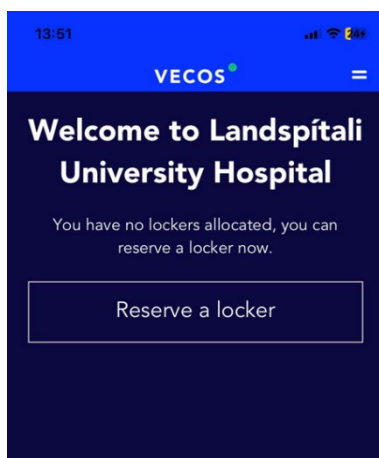 13:51
VECOS
Welcome to Landspítali
University Hospital
You have no lockers allocated, you can
reserve a locker now.
Reserve a locker